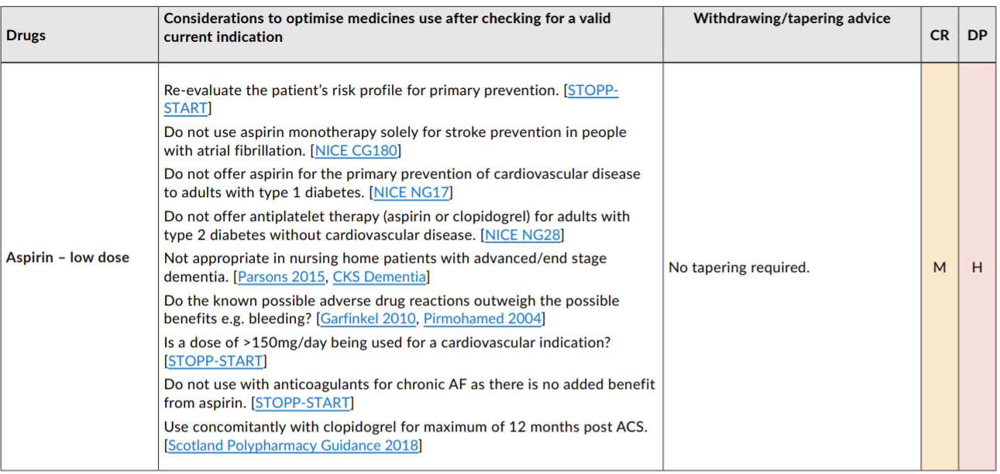 Drugs
Considerations to optimise medicines use after checking for a valid
current indication
Withdrawing/tapering advice
CR
DP
Aspirin – low dose
Re-evaluate the patient's risk profile for primary prevention. [STOPP-
START]
Do not use aspirin monotherapy solely for stroke prevention in people
with atrial fibrillation. [NICE CG180]
Do not offer aspirin for the primary prevention of cardiovascular disease
to adults with type 1 diabetes. [NICE NG17]
Do not offer antiplatelet therapy (aspirin or clopidogrel) for adults with
type 2 diabetes without cardiovascular disease. [NICE NG28]
Not appropriate in nursing home patients with advanced/end stage
dementia. [Parsons 2015, CKS Dementia]
Do the known possible adverse drug reactions outweigh the possible
benefits e.g. bleeding? [Garfinkel 2010, Pirmohamed 2004]
Is a dose of >150mg/day being used for a cardiovascular indication?
[STOPP-START]
Do not use with anticoagulants for chronic AF as there is no added benefit
from aspirin. [STOPP-START]
Use concomitantly with clopidogrel for maximum of 12 months post ACS.
[Scotland Polypharmacy Guidance 2018]
No tapering required.
M
H